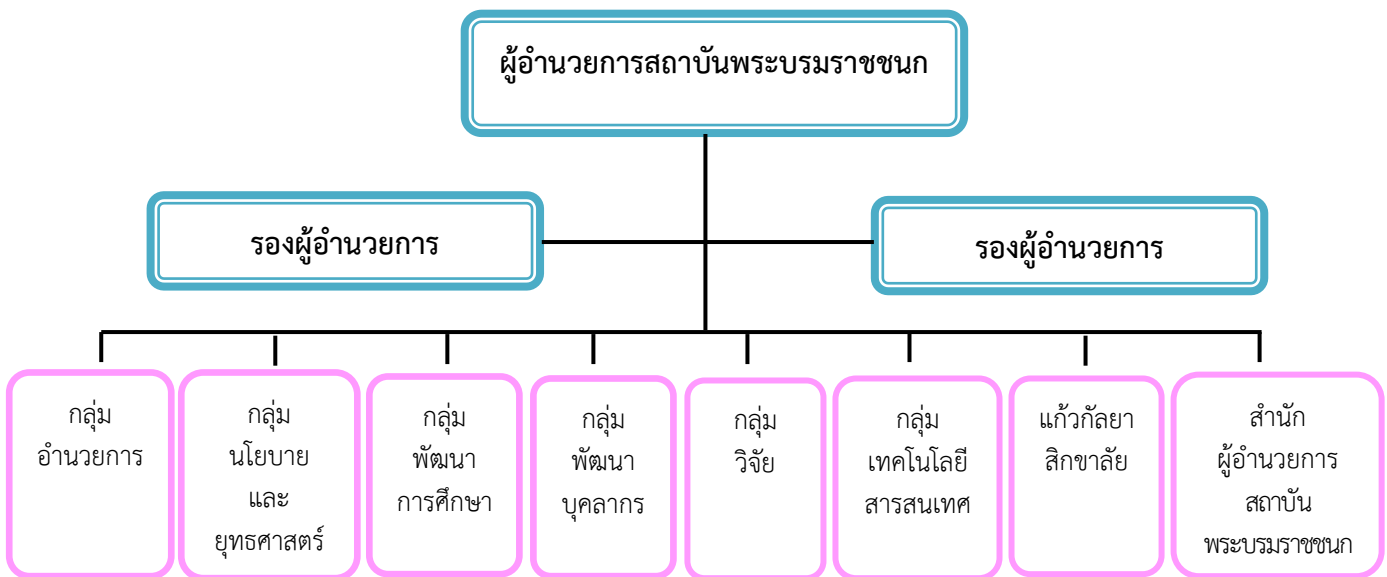 ผู้อำนวยการสถาบันพระบรมราชชนก
รองผู้อำนวยการ
รองผู้อำนวยการ
กลุ่ม
อำนวยการ
กลุ่ม
นโยบาย
และ
ยุทธศาสตร์
กลุ่ม
พัฒนา
การศึกษา
กลุ่ม
พัฒนา
บุคลากร
กลุ่ม
วิจัย
กลุ่ม
เทคโนโลยี
สารสนเทศ
แก้วกัลยา
สิกขาลัย
สำนัก
ผู้อำนวยการ
สถาบัน
พระบรมราชชนก